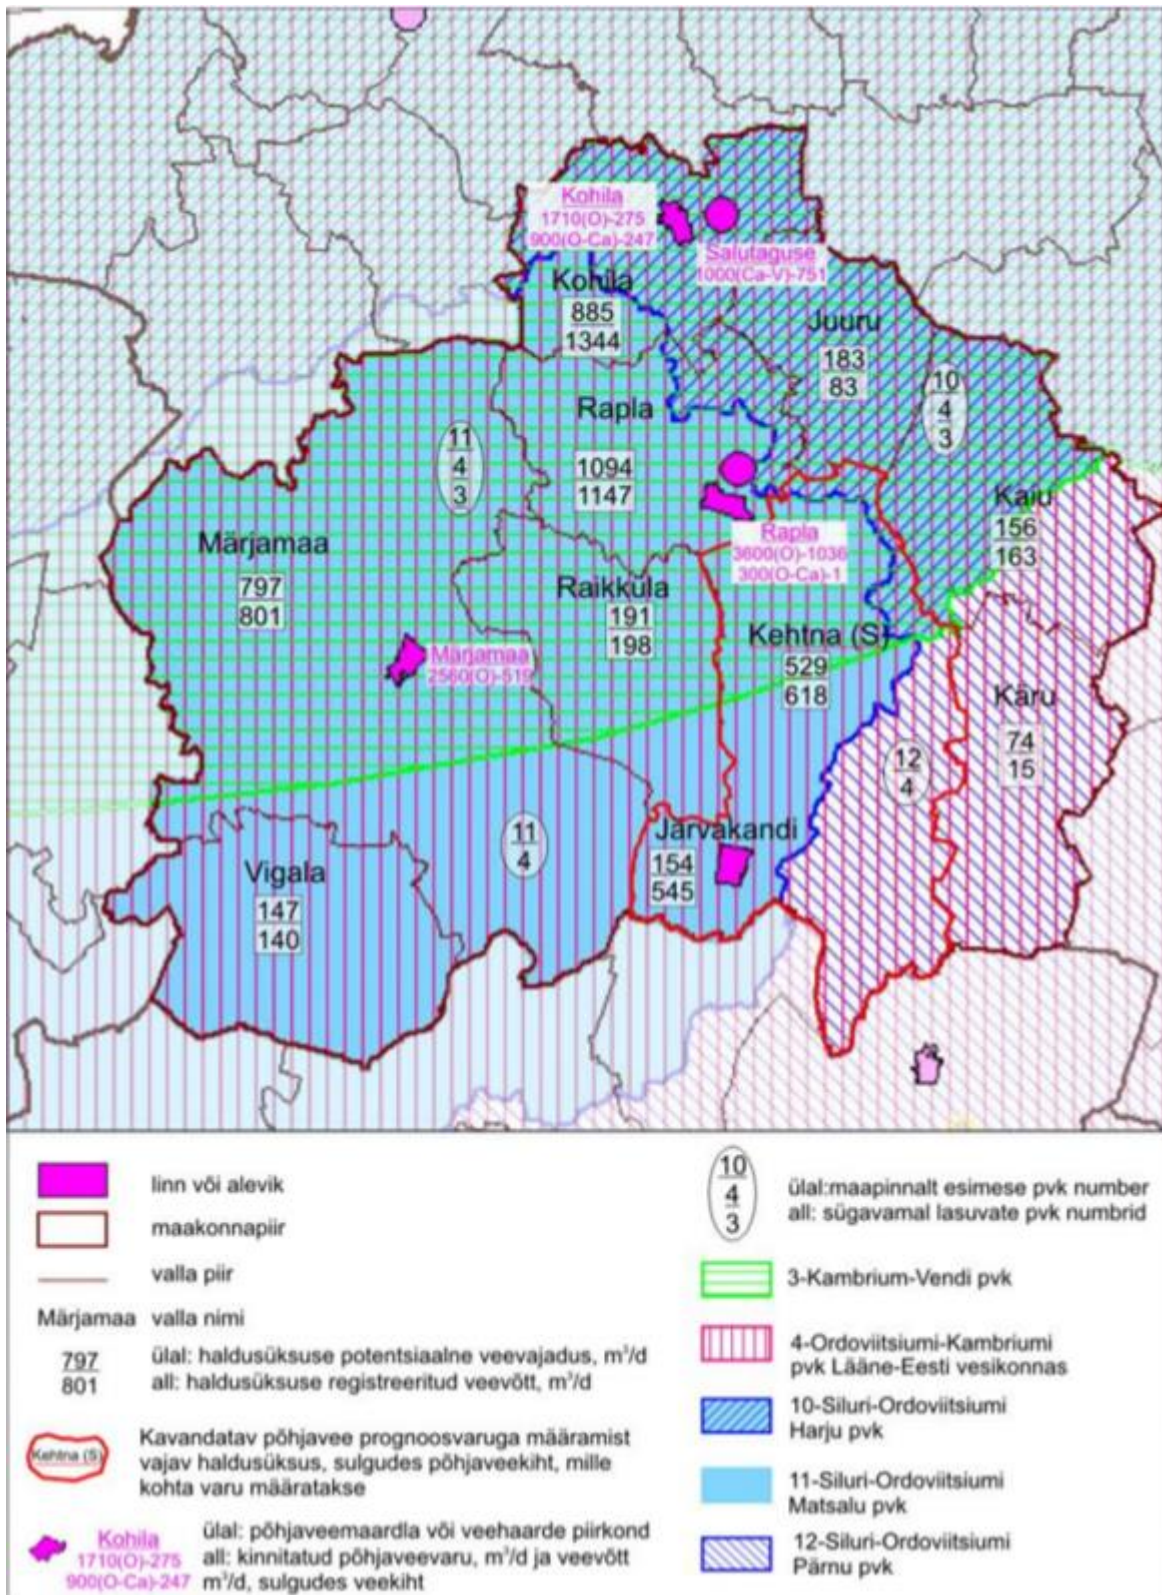 Kohila
1710(O)-275
900(O-Ca)-247
Salutaguse
1000(Ca-V)-751
Kohila
885
1344
Juuru
183
83
10
4
3
Rapla
1094
1147
11
4
3
Kaiu
156
163
Rapla
3600(O)-1036
300(O-Ca)-1
Märjamaa
797
801
Raikküla
191
198
Kehtna (S)
529
618
Märjamaa
2560(O)-519
Käru
74
15
12
4
Järvakandi
154
545
11
4
Vigala
147
140
linn või alevik
maakonnapiir
valla piir
Märjamaa valla nimi
797
801
ülal: haldusüksuse potentsiaalne veevajadus, m³/d
all: haldusüksuse registreeritud veevõtt, m³/d
Kehtna (S)
Kavandatav põhjavee prognoosvaruga määramist
vajav haldusüksus, sulgudes põhjaveekiht, mille
kohta varu määratakse
Kohila
1710(O)-275
900(O-Ca)-247
ülal: põhjaveemaardla või veehaarde piirkond
all: kinnitatud põhjaveevaru, m³/d ja veevõtt
m³/d, sulgudes veekiht
10
4
3
ülal:maapinnalt esimese pvk number
all: sügavamal lasuvate pvk numbrid
3-Kambrium-Vendi pvk
4-Ordoviitsiumi-Kambriumi
pvk Lääne-Eesti vesikonnas
10-Siluri-Ordoviitsiumi
Harju pvk
11-Siluri-Ordoviitsiumi
Matsalu pvk
12-Siluri-Ordoviitsiumi
Pärnu pvk